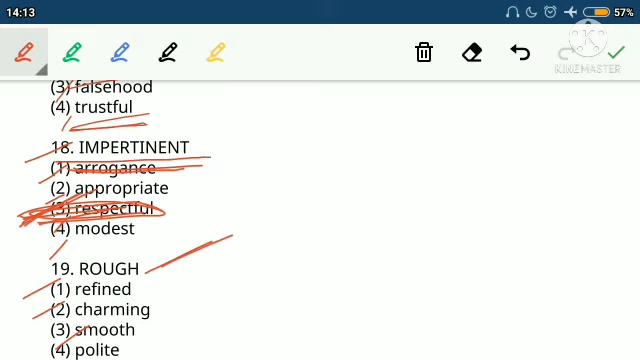 14:13
57%
KINEMASTER
(3) falsehood
(4) trustful
18. IMPERTINENT
(1) arrogance
(2) appropriate
(3) respectful
(4) modest
19. ROUGH
(1) refined
(2) charming
(3) smooth
(4) polite